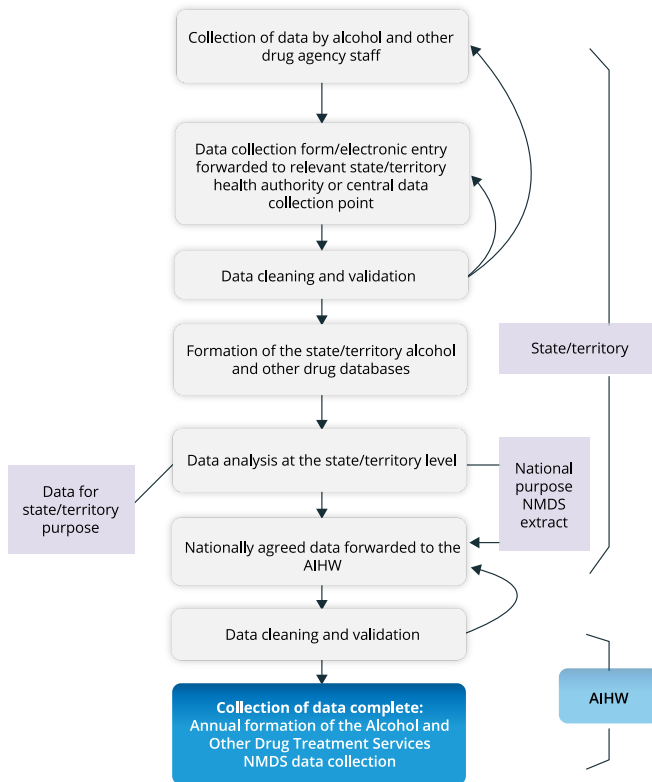 Collection of data by alcohol and other
drug agency staff
Data collection form/electronic entry
forwarded to relevant state/territory
health authority or central data
collection point
Data cleaning and validation
Formation of the state/territory alcohol
and other drug databases
State/territory
Data analysis at the state/territory level
Data for
state/territory
purpose
National
purpose
NMDS
extract
Nationally agreed data forwarded to the
AIHW
Data cleaning and validation
Collection of data complete:
Annual formation of the Alcohol and
Other Drug Treatment Services
NMDS data collection
AIHW